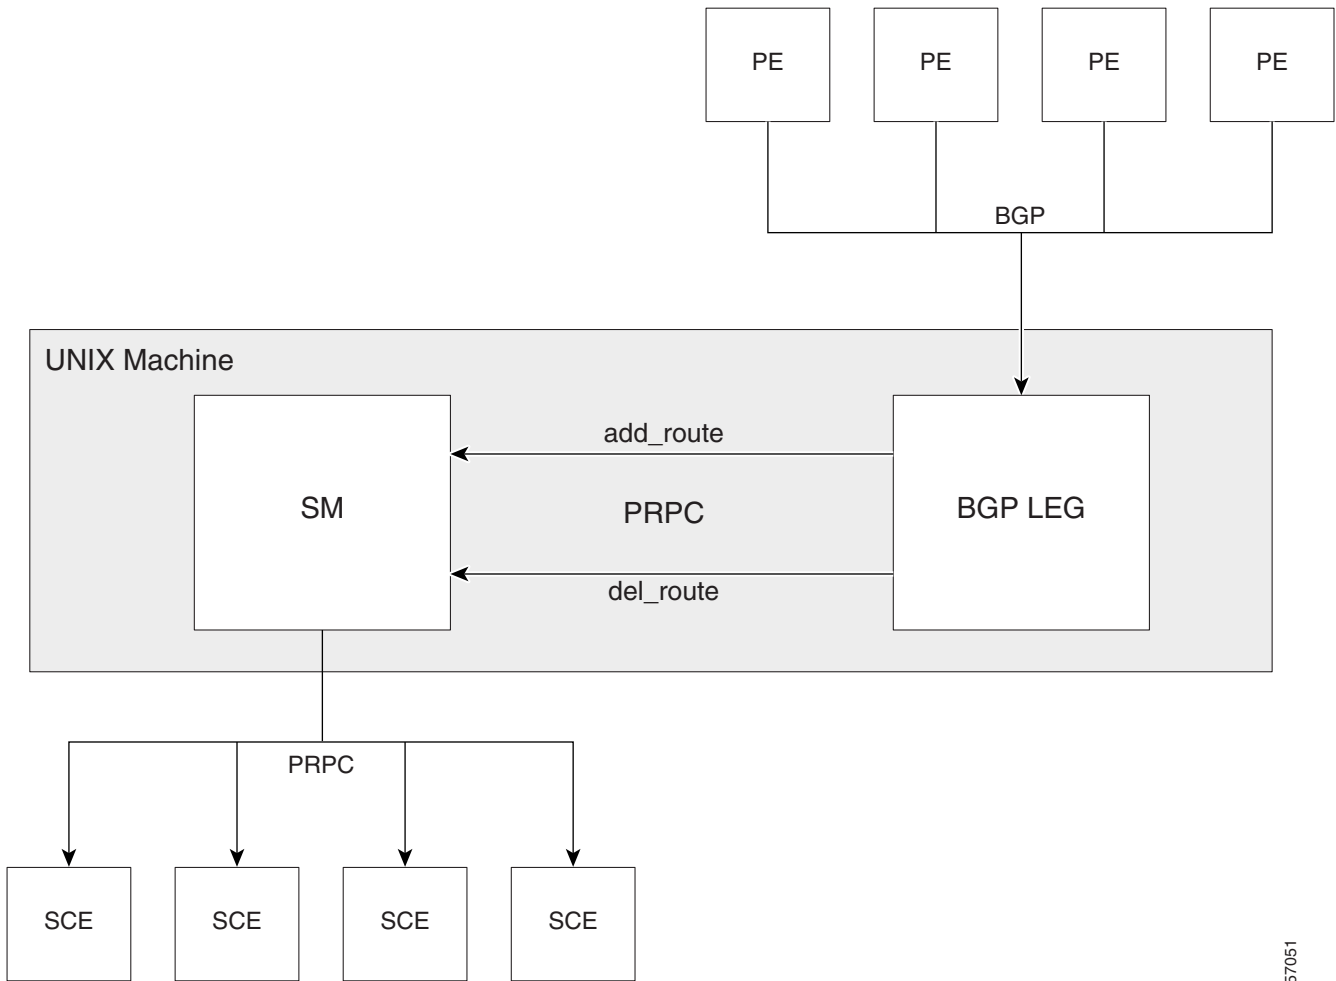 PE PE PE PE
BGP
UNIX Machine
add_route
SM PRPC BGP LEG
del_route
PRPC
SCE SCE SCE SCE